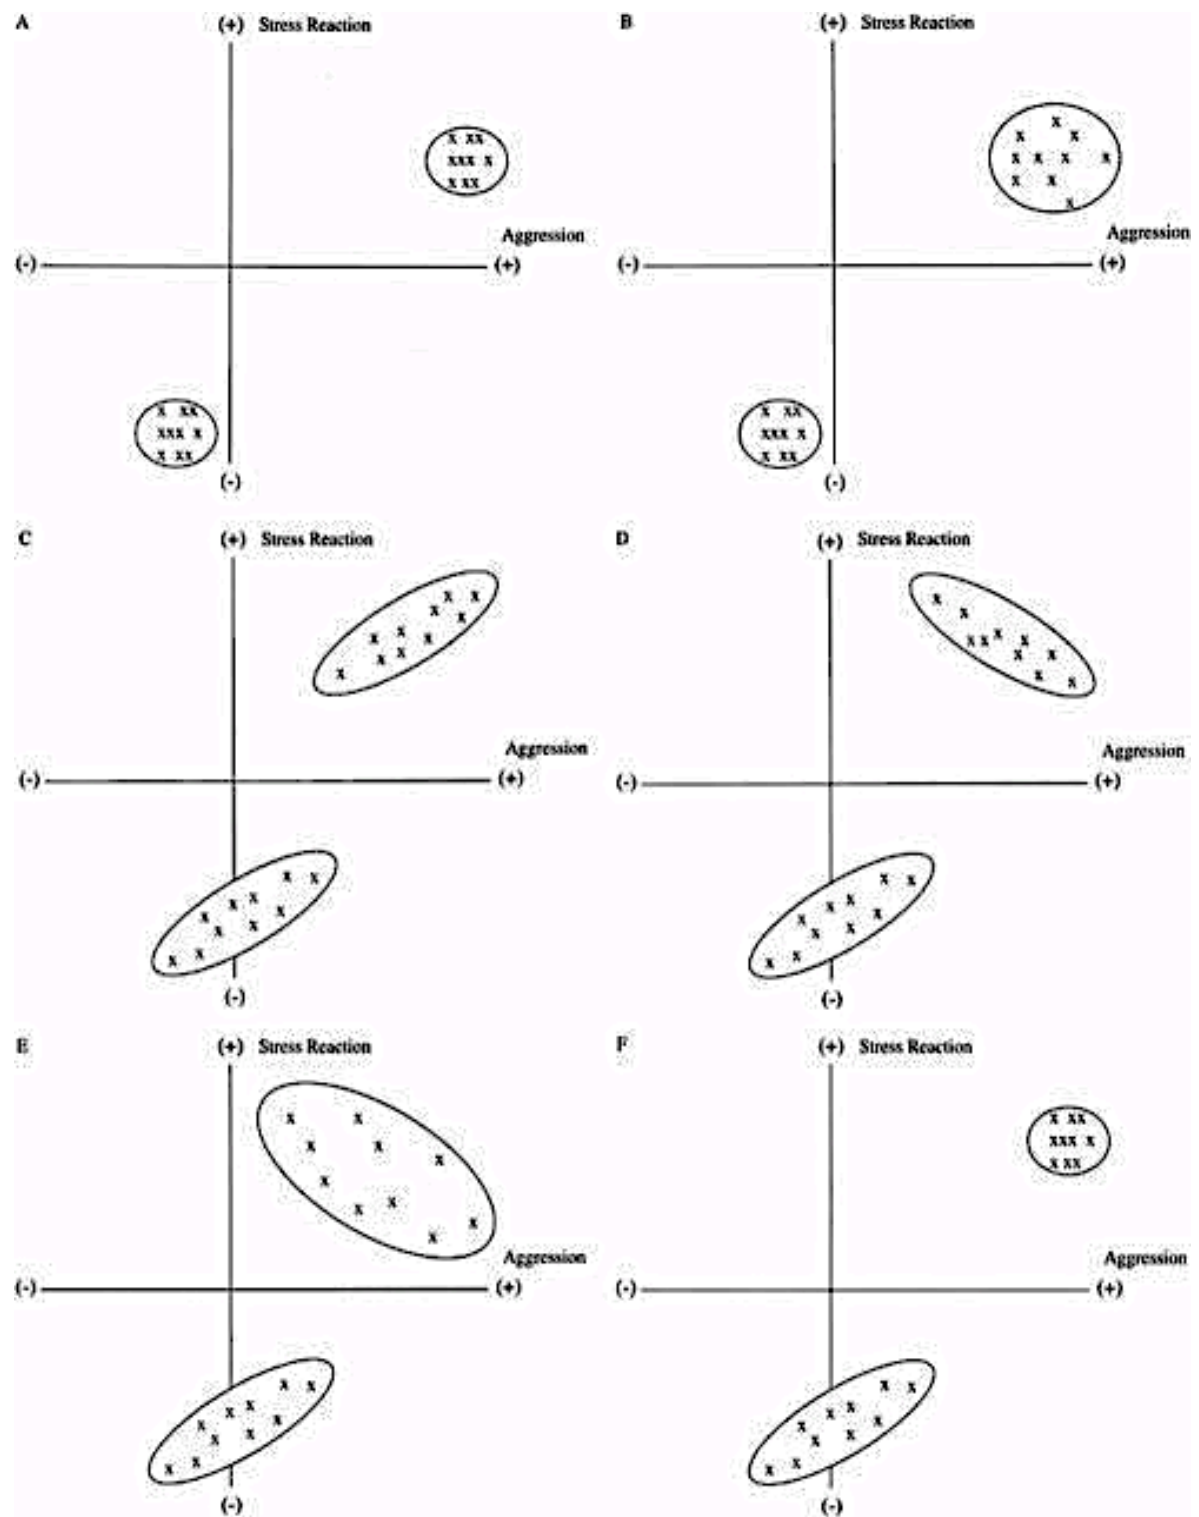 A (+) Stress Reaction
B (+) Stress Reaction
Aggression
Aggression
(-) (+)
(-) (+)
(-)
(-)
C (+) Stress Reaction
D (+) Stress Reaction
Aggression
Aggression
(-) (+)
(-) (+)
(-)
(-)
E (+) Stress Reaction
F (+) Stress Reaction
Aggression
Aggression
(-) (+)
(-) (+)
(-)
(-)